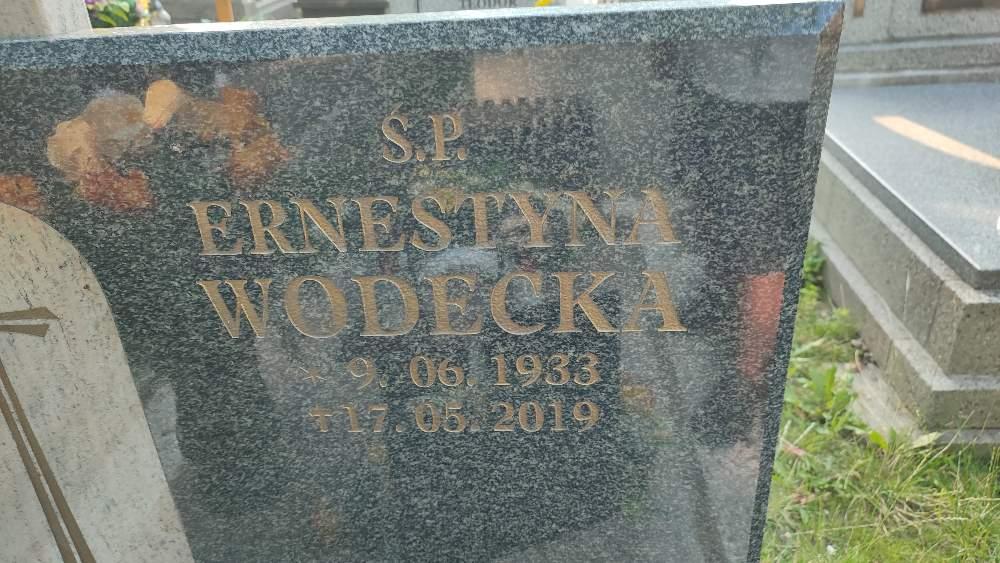 Ś.P.
ERNESTYNA
WODECKA
* 9. 06. 1933
✝ 17. 05. 2019